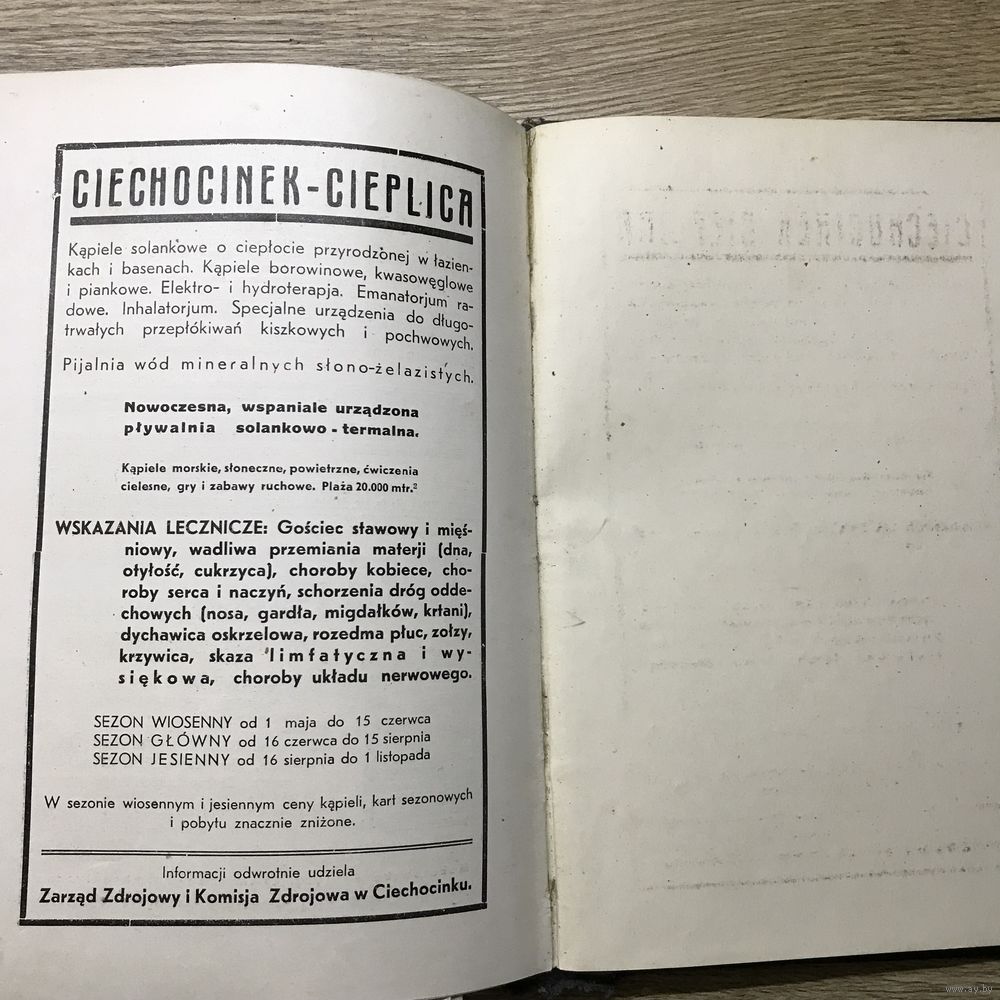 CIECHOCINEK-CIEPLICA
Kąpiele solankowe o ciepłocie przyrodzonej w łazien-
kach i basenach. Kąpiele borowinowe, kwasowęglowe
i piankowe. Elektro- i hydroterapja. Emanatorjum ra-
dowe. Inhalatorjum. Specjalne urządzenia do długo-
trwałych przepłókiwań kiszkowych i pochwowych.
Pijalnia wód mineralnych słono-żelazistych.
Nowoczesna, wspaniale urządzona
pływalnia solankowo - termalna.
Kąpiele morskie, słoneczne, powietrzne, ćwiczenia
cielesne, gry i zabawy ruchowe. Plaża 20.000 mtr.²
WSKAZANIA LECZNICZE: Gościec stawowy i mięś-
niowy, wadliwa przemiania materji (dna,
otyłość, cukrzyca), choroby kobiece, cho-
roby serca i naczyń, schorzenia dróg odde-
chowych (nosa, gardła, migdałków, krtani),
dychawica oskrzelowa, rozedma płuc, zołzy,
krzywica, skaza limfatyczna i wy-
siękowa, choroby układu nerwowego.
SEZON WIOSENNY od 1 maja do 15 czerwca
SEZON GŁÓWNY od 16 czerwca do 15 sierpnia
SEZON JESIENNY od 16 sierpnia do 1 listopada
W sezonie wiosennym i jesiennym ceny kąpieli, kart sezonowych
i pobytu znacznie zniżone.
Informacji odwrotnie udziela
Zarząd Zdrojowy i Komisja Zdrojowa w Ciechocinku.
www.ay.by